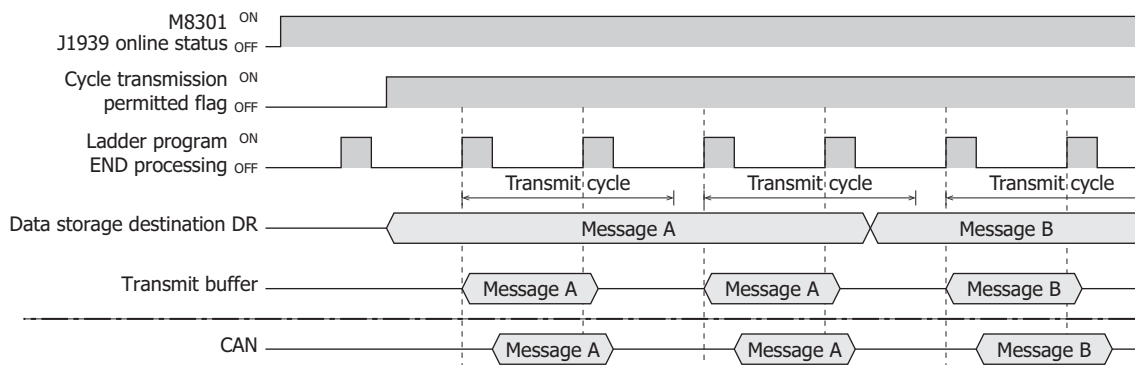 M8301 ON
J1939 online status OFF
Cycle transmission ON
permitted flag OFF
Ladder program ON
END processing OFF
Transmit cycle Transmit cycle Transmit cycle
Data storage destination DR Message A Message B
Transmit buffer Message A Message A Message B
CAN Message A Message A Message B